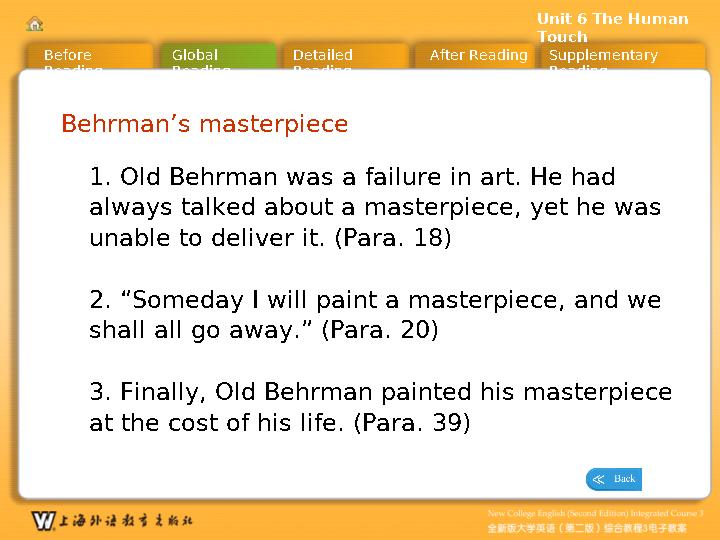 Unit 6 The Human
Touch
Before
Reading
Global
Reading
Detailed
Reading
After Reading
Supplementary
Reading
Behrman’s masterpiece
1. Old Behrman was a failure in art. He had
always talked about a masterpiece, yet he was
unable to deliver it. (Para. 18)
2. “Someday I will paint a masterpiece, and we
shall all go away.” (Para. 20)
3. Finally, Old Behrman painted his masterpiece
at the cost of his life. (Para. 39)
≪ Back
W 上海外语教育出版社
New College English (Second Edition) Integrated Course 3
全新版大学英语（第二版）综合教程3电子教案